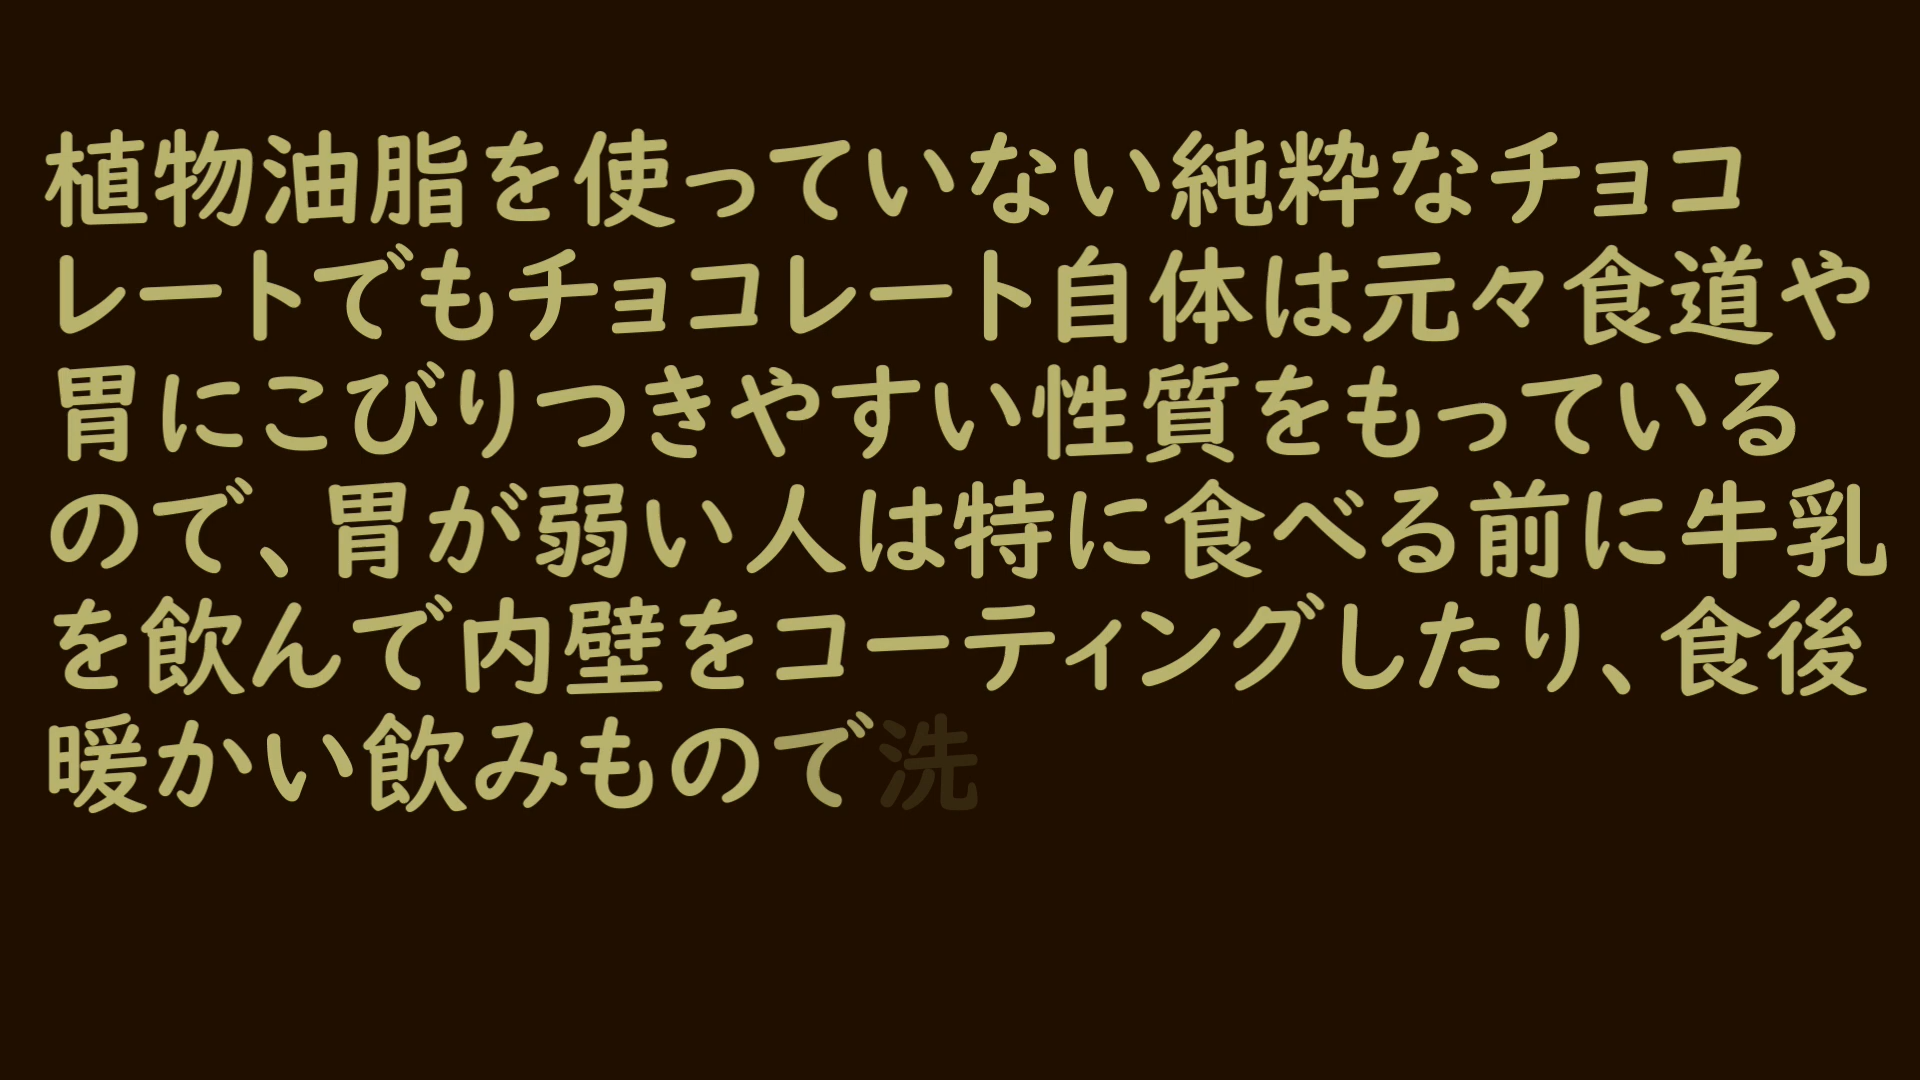 植物油脂を使っていない純粋なチョコ
レートでもチョコレート自体は元々食道や
胃にこびりつきやすい性質をもっている
ので、胃が弱い人は特に食べる前に牛乳
を飲んで内壁をコーティングしたり、食後
暖かい飲みもので洗